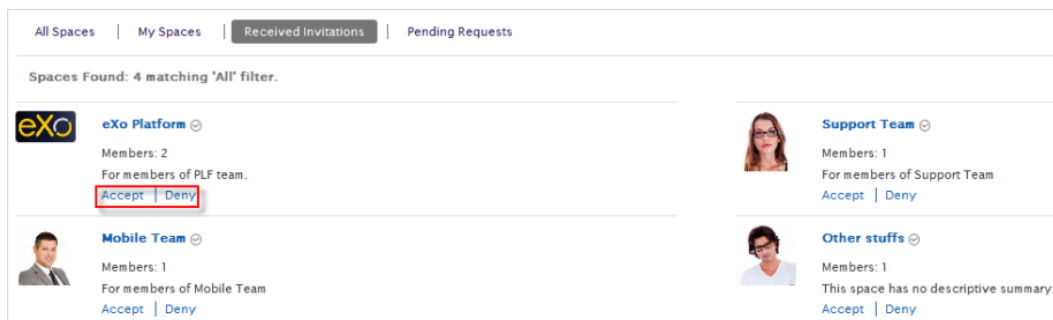 All Spaces | My Spaces | Received Invitations | Pending Requests
Spaces Found: 4 matching 'All' filter.
eXo
eXo Platform
Members: 2
For members of PLF team.
Accept | Deny
Support Team
Members: 1
For members of Support Team
Accept | Deny
Mobile Team
Members: 1
For members of Mobile Team
Accept | Deny
Other stuffs
Members: 1
This space has no descriptive summary.
Accept | Deny